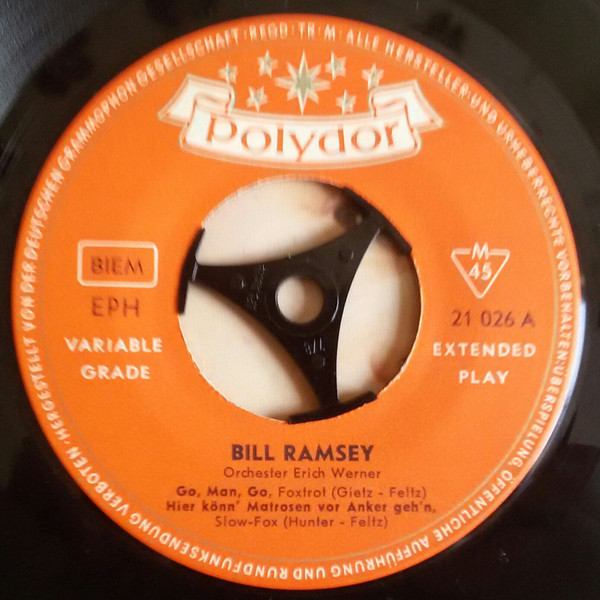 HERGESTELLT VON DER DEUTSCHEN GRAMMOPHON GESELLSCHAFT · REGD · TR · M · ALLE HERSTELLER- UND URHEBERRECHTE VORBEHALTEN · ÜBERSPIELUNG, ÖFFENTLICHE AUFFÜHRUNG UND RUNDFUNKSENDUNG VERBOTEN ·
Polydor
BIEM
EPH
M
45
21 026 A
VARIABLE
GRADE
EXTENDED
PLAY
BILL RAMSEY
Orchester Erich Werner
Go, Man, Go, Foxtrot (Gietz - Feltz)
Hier könn' Matrosen vor Anker geh'n,
Slow-Fox (Hunter - Feltz)